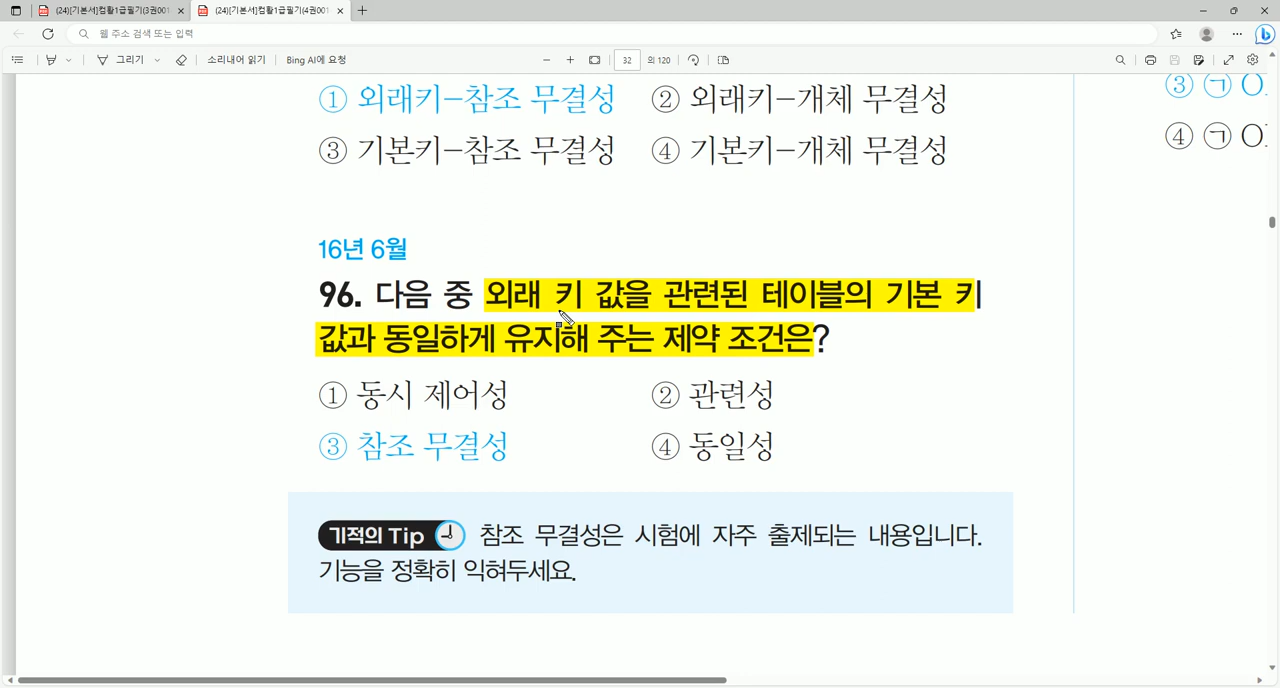 (24)[기본서]컴활1급필기(3권001
(24)[기본서]컴활1급필기(4권001
웹 주소 검색 또는 입력
그리기
소리내어 읽기
Bing AI에 요청
32 의 120
① 외래키-참조 무결성 ② 외래키-개체 무결성
③ 기본키-참조 무결성 ④ 기본키-개체 무결성
16년 6월
96. 다음 중 외래 키 값을 관련된 테이블의 기본 키
값과 동일하게 유지해 주는 제약 조건은?
① 동시 제어성 ② 관련성
③ 참조 무결성 ④ 동일성
기적의 Tip 참조 무결성은 시험에 자주 출제되는 내용입니다.
기능을 정확히 익혀두세요.
③ ㉠
④ ㉠